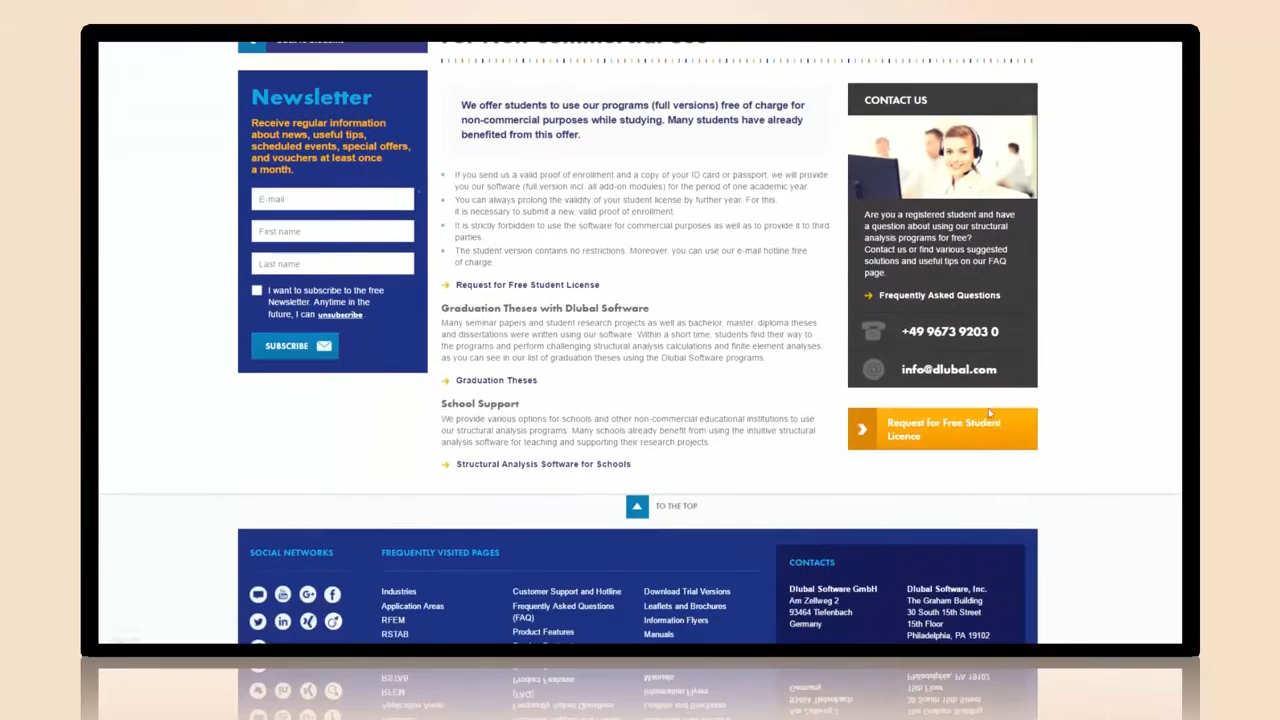 Newsletter
Receive regular information
about news, useful tips,
scheduled events, special offers,
and vouchers at least once
a month.
E-mail
First name
Last name
I want to subscribe to the free
Newsletter. Anytime in the
future, I can unsubscribe.
SUBSCRIBE
We offer students to use our programs (full versions) free of charge for
non-commercial purposes while studying. Many students have already
benefited from this offer.
If you send us a valid proof of enrollment and a copy of your ID card or passport, we will provide
you our software (full version incl. all add-on modules) for the period of one academic year.
You can always prolong the validity of your student license by further year. For this,
it is necessary to submit a new, valid proof of enrollment.
It is strictly forbidden to use the software for commercial purposes as well as to provide it to third
parties.
The student version contains no restrictions. Moreover, you can use our e-mail hotline free
of charge.
Request for Free Student License
Graduation Theses with Dlubal Software
Many seminar papers and student research projects as well as bachelor, master, diploma theses
and dissertations were written using our software. Within a short time, students find their way to
the programs and perform challenging structural analysis calculations and finite element analyses,
as you can see in our list of graduation theses using the Dlubal Software programs.
Graduation Theses
School Support
We provide various options for schools and other non-commercial educational institutions to use
our structural analysis programs. Many schools already benefit from using the intuitive structural
analysis software for teaching and supporting their research projects.
Structural Analysis Software for Schools
CONTACT US
Are you a registered student and have
a question about using our structural
analysis programs for free?
Contact us or find various suggested
solutions and useful tips on our FAQ
page.
Frequently Asked Questions
+49 9673 9203 0
info@dlubal.com
Request for Free Student
Licence
TO THE TOP
SOCIAL NETWORKS
FREQUENTLY VISITED PAGES
Industries
Application Areas
RFEM
RSTAB
Customer Support and Hotline
Frequently Asked Questions
(FAQ)
Product Features
Download Trial Versions
Leaflets and Brochures
Information Flyers
Manuals
CONTACTS
Dlubal Software GmbH
Am Zellweg 2
93464 Tiefenbach
Germany
Dlubal Software, Inc.
The Graham Building
30 South 15th Street
15th Floor
Philadelphia, PA 19102